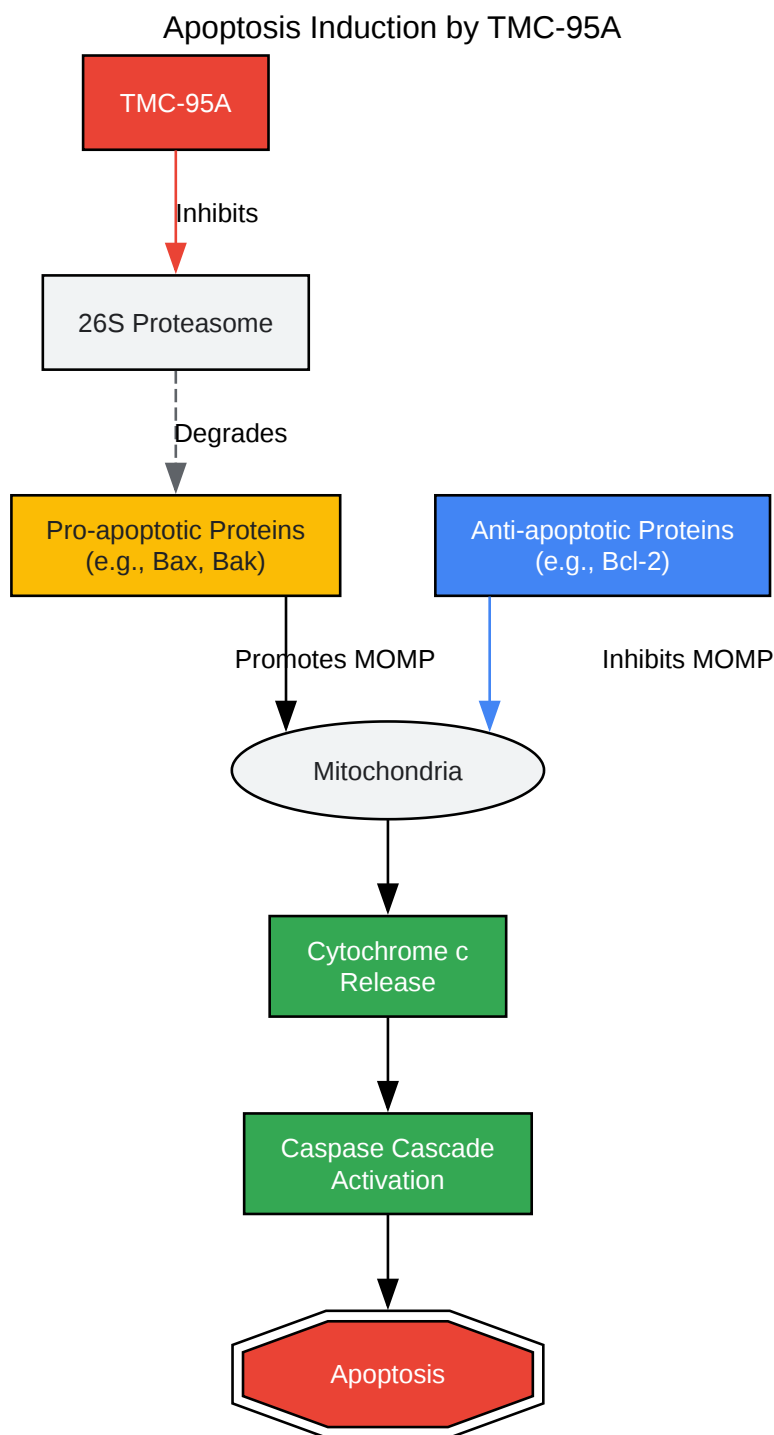 Apoptosis Induction by TMC-95A
TMC-95A
Inhibits
26S Proteasome
Degrades
Pro-apoptotic Proteins
(e.g., Bax, Bak)
Anti-apoptotic Proteins
(e.g., Bcl-2)
Promotes MOMP
Inhibits MOMP
Mitochondria
Cytochrome c
Release
Caspase Cascade
Activation
Apoptosis